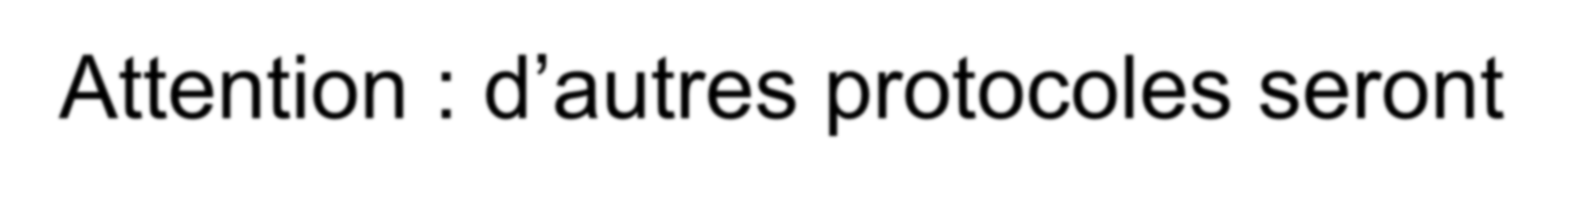 Attention : d’autres protocoles seront